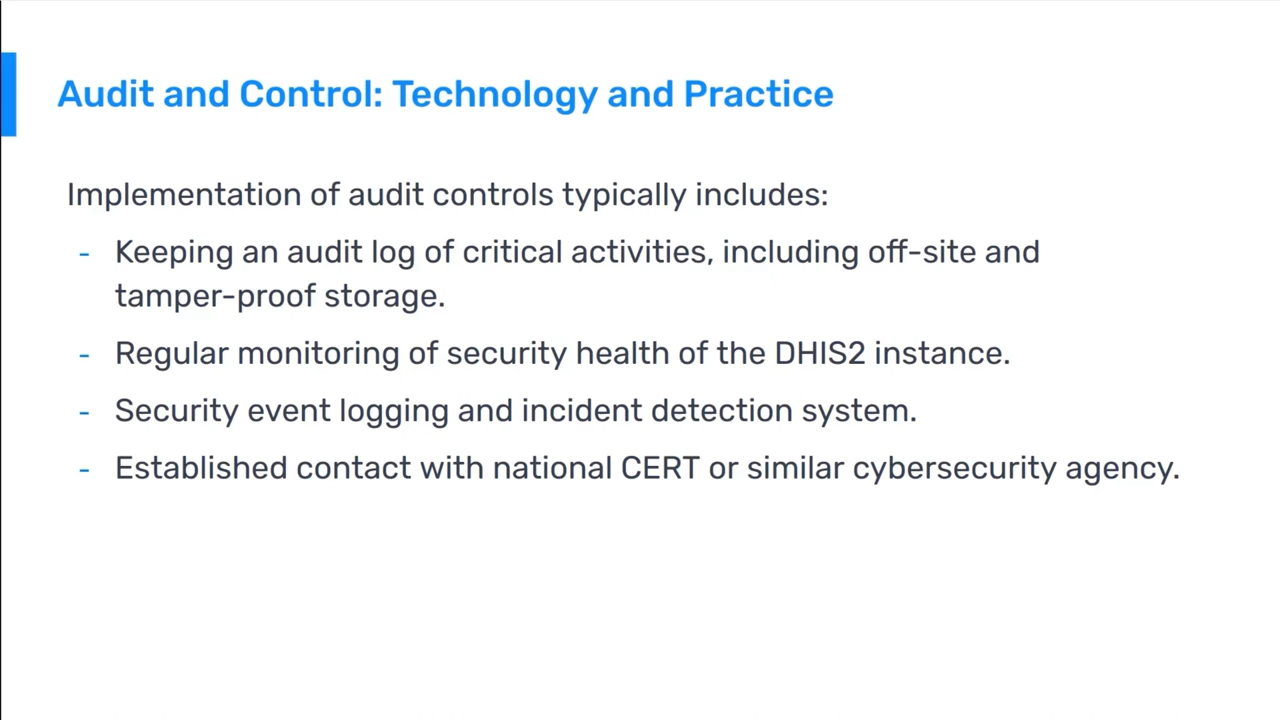 Audit and Control: Technology and Practice
Implementation of audit controls typically includes:
- Keeping an audit log of critical activities, including off-site and
tamper-proof storage.
- Regular monitoring of security health of the DHIS2 instance.
- Security event logging and incident detection system.
- Established contact with national CERT or similar cybersecurity agency.